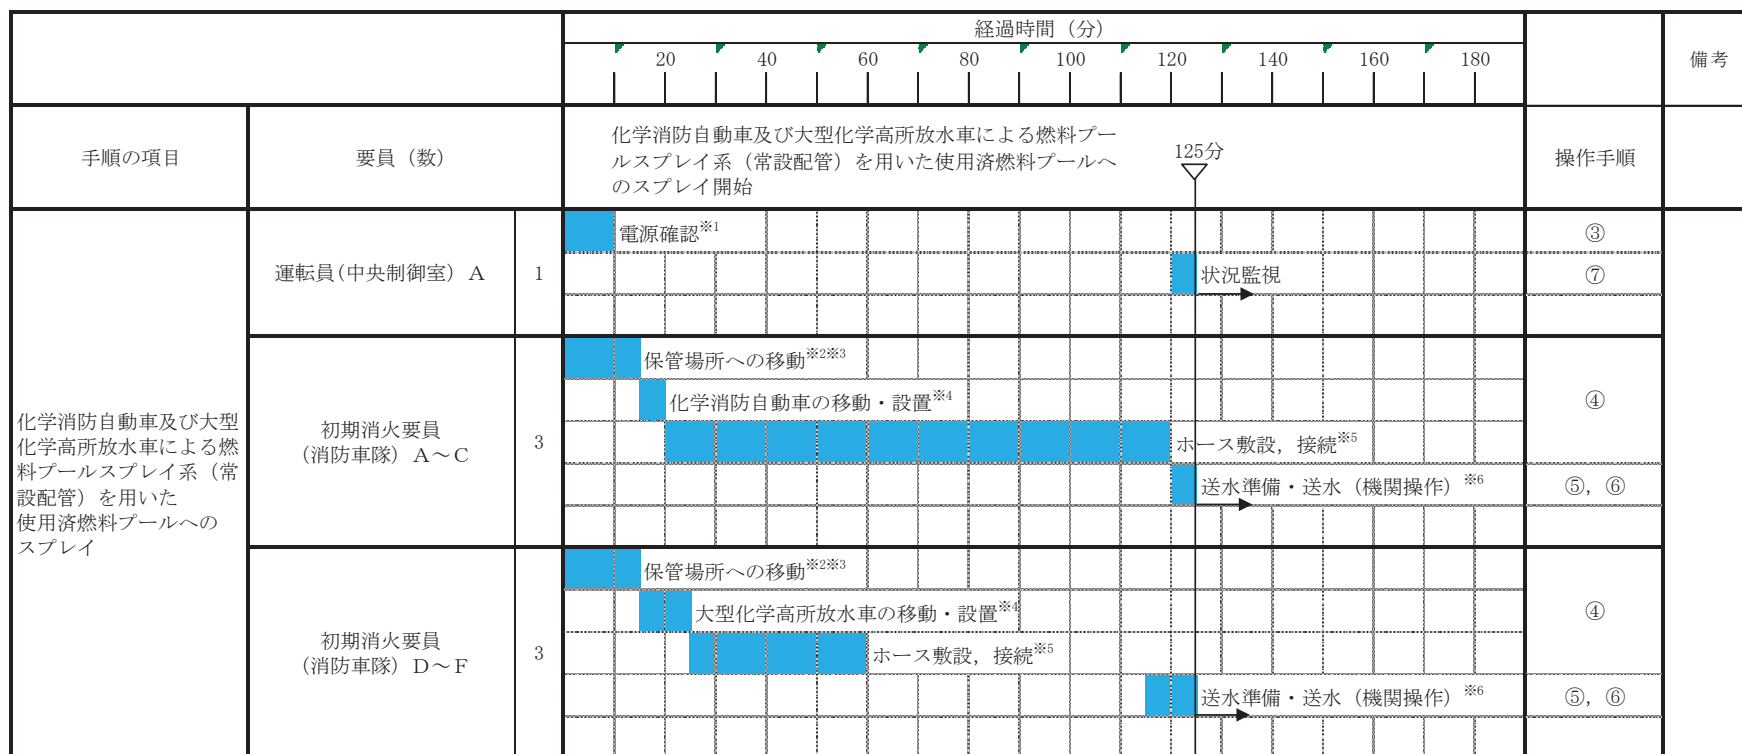 経過時間（分）
20 40 60 80 100 120 140 160 180
備考
手順の項目
要員（数）
化学消防自動車及び大型化学高所放水車による燃料プー
ルスプレイ系（常設配管）を用いた使用済燃料プールへ
のスプレイ開始
125分
操作手順
化学消防自動車及び大型
化学高所放水車による燃
料プールスプレイ系（常
設配管）を用いた
使用済燃料プールへの
スプレイ
運転員(中央制御室）Ａ
1
電源確認※1
③
状況監視
⑦
初期消火要員
（消防車隊）Ａ～Ｃ
3
保管場所への移動※2※3
化学消防自動車の移動・設置※4
④
ホース敷設，接続※5
送水準備・送水（機関操作）※6
⑤，⑥
初期消火要員
（消防車隊）Ｄ～Ｆ
3
保管場所への移動※2※3
大型化学高所放水車の移動・設置※4
④
ホース敷設，接続※5
送水準備・送水（機関操作）※6
⑤，⑥